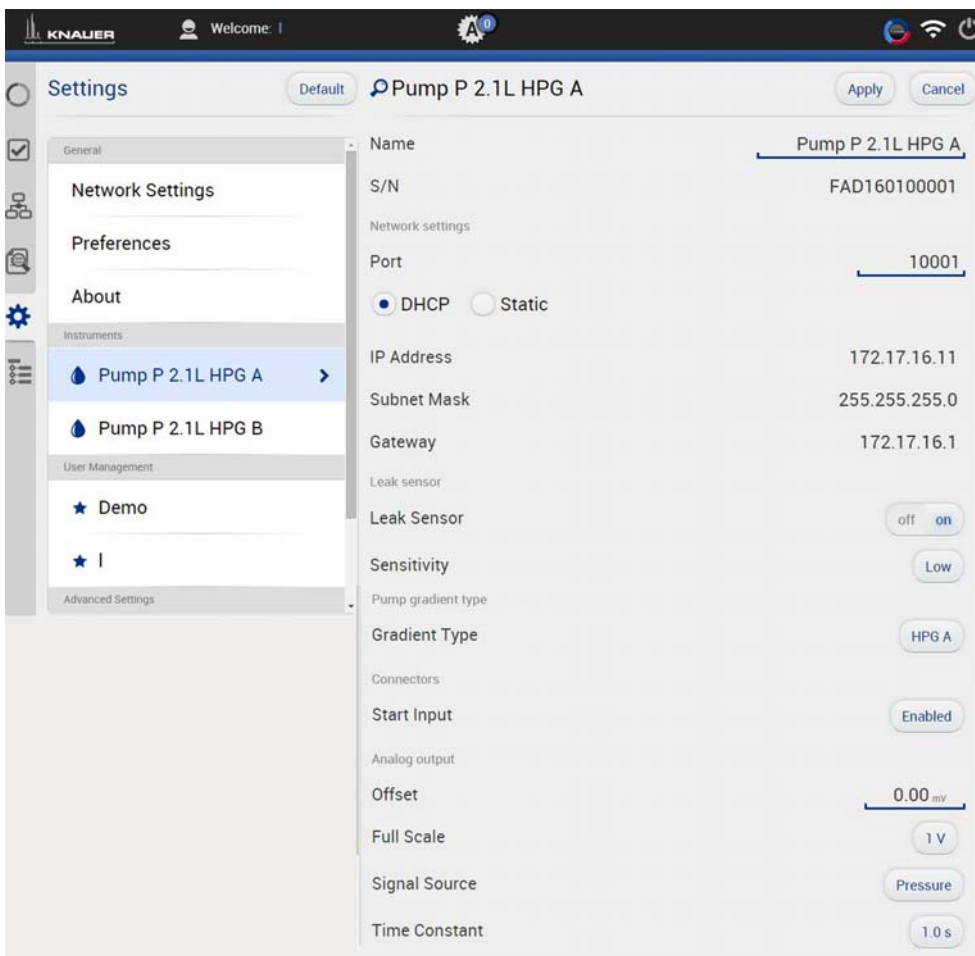 KNAUER
Welcome: l
A 0
Settings
Default
Pump P 2.1L HPG A
Apply
Cancel
General
Network Settings
Preferences
About
Instruments
Pump P 2.1L HPG A
Pump P 2.1L HPG B
User Management
Demo
l
Advanced Settings
Name Pump P 2.1L HPG A
S/N FAD160100001
Network settings
Port 10001
DHCP Static
IP Address 172.17.16.11
Subnet Mask 255.255.255.0
Gateway 172.17.16.1
Leak sensor
Leak Sensor off on
Sensitivity Low
Pump gradient type
Gradient Type HPG A
Connectors
Start Input Enabled
Analog output
Offset 0.00 mV
Full Scale 1 V
Signal Source Pressure
Time Constant 1.0 s